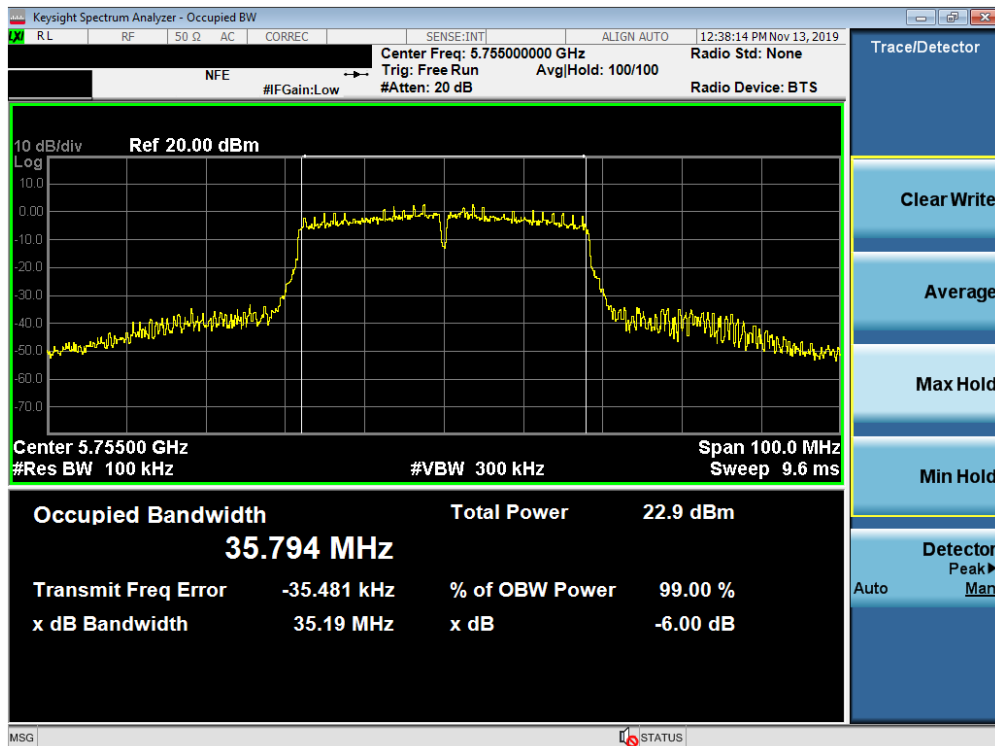 Keysight Spectrum Analyzer - Occupied BW
LXI RL RF 50 Ω AC CORREC SENSE:INT ALIGN AUTO 12:38:14 PM Nov 13, 2019
Center Freq: 5.755000000 GHz Radio Std: None
NFE Trig: Free Run Avg|Hold: 100/100
#IFGain:Low #Atten: 20 dB Radio Device: BTS
10 dB/div Ref 20.00 dBm
Log
10.0
0.00
-10.0
-20.0
-30.0
-40.0
-50.0
-60.0
-70.0
Center 5.75500 GHz Span 100.0 MHz
#Res BW 100 kHz #VBW 300 kHz Sweep 9.6 ms
Occupied Bandwidth Total Power 22.9 dBm
35.794 MHz
Transmit Freq Error -35.481 kHz % of OBW Power 99.00 %
x dB Bandwidth 35.19 MHz x dB -6.00 dB
MSG STATUS
Trace/Detector
Clear Write
Average
Max Hold
Min Hold
Detector
Peak▶
Auto Man